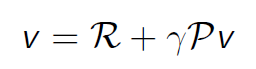 v = ℛ + γ𝒫v